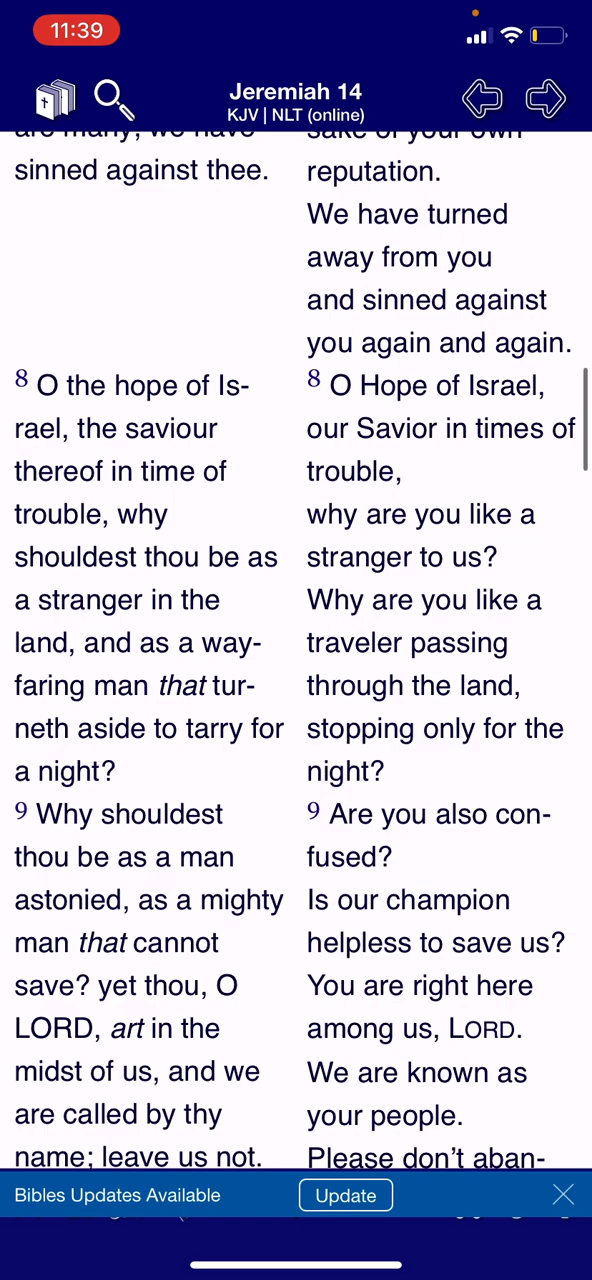 11:39
Jeremiah 14
KJV | NLT (online)
are many; we have
sinned against thee.
8 O the hope of Is-
rael, the saviour
thereof in time of
trouble, why
shouldest thou be as
a stranger in the
land, and as a way-
faring man that tur-
neth aside to tarry for
a night?
9 Why shouldest
thou be as a man
astonied, as a mighty
man that cannot
save? yet thou, O
LORD, art in the
midst of us, and we
are called by thy
name; leave us not.
sake of your own
reputation.
We have turned
away from you
and sinned against
you again and again.
8 O Hope of Israel,
our Savior in times of
trouble,
why are you like a
stranger to us?
Why are you like a
traveler passing
through the land,
stopping only for the
night?
9 Are you also con-
fused?
Is our champion
helpless to save us?
You are right here
among us, LORD.
We are known as
your people.
Please don’t aban-
Bibles Updates Available
Update